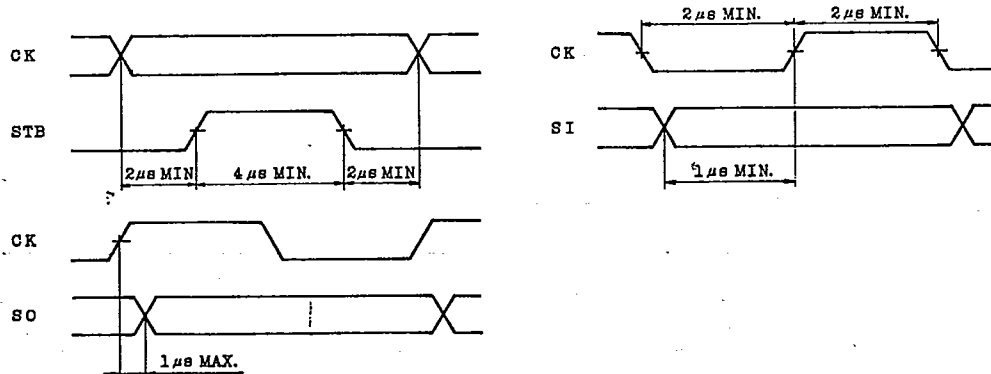 CK
STB
2μs MIN 4μs MIN. 2μs MIN
CK
SO
1μs MAX.
2μs MIN. 2μs MIN.
CK
SI
1μs MIN.